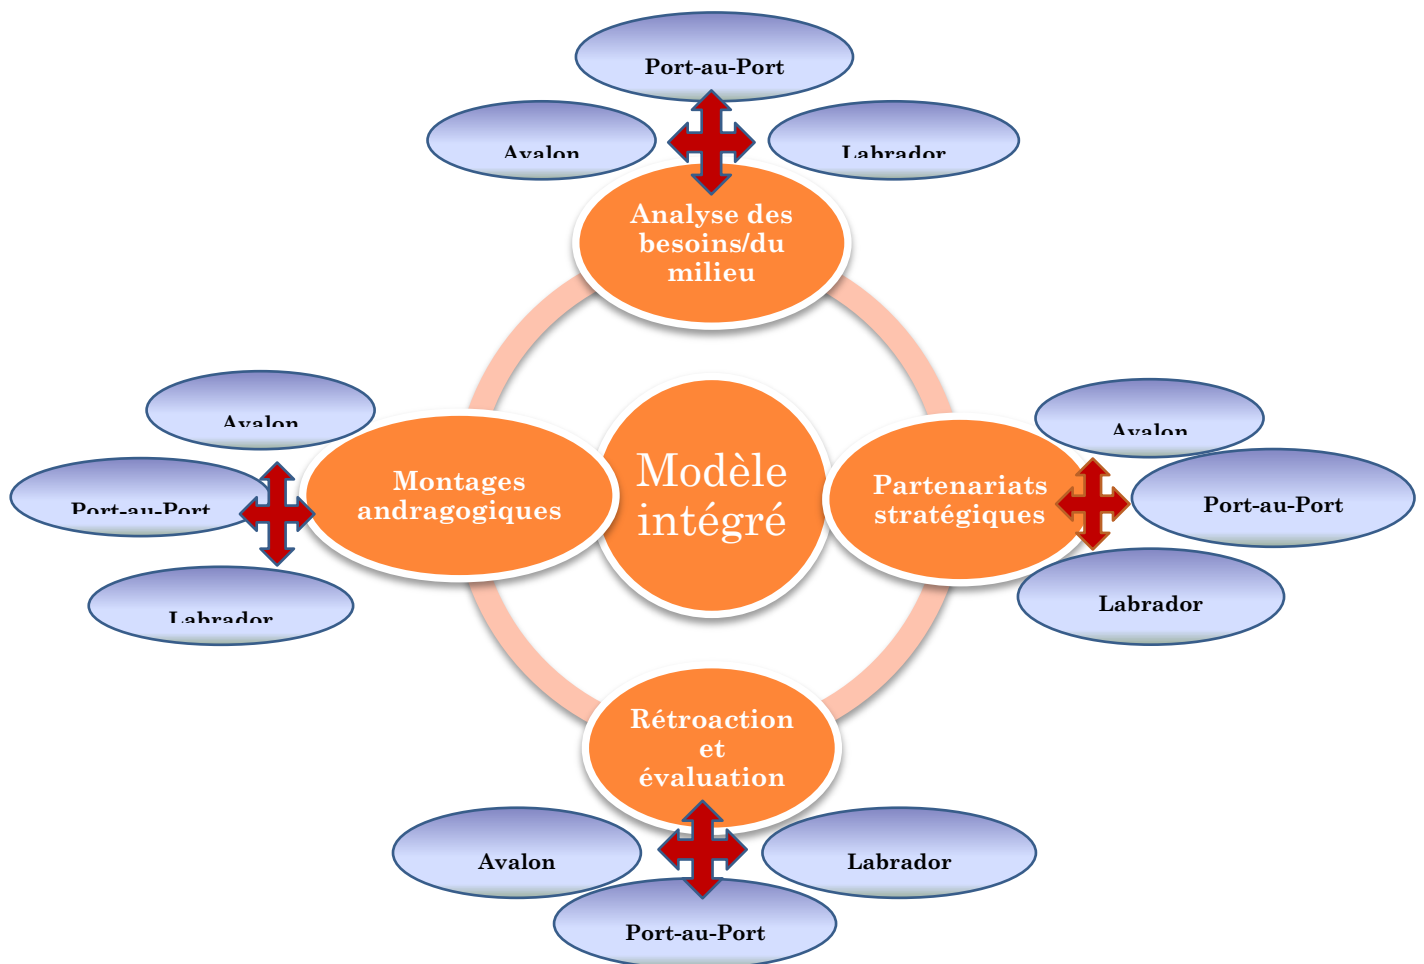 Port-au-Port
Avalon
Labrador
Analyse des
besoins/du
milieu
Avalon
Port-au-Port
Labrador
Montages
andragogiques
Modèle
intégré
Partenariats
stratégiques
Avalon
Port-au-Port
Labrador
Rétroaction
et
évaluation
Avalon
Labrador
Port-au-Port